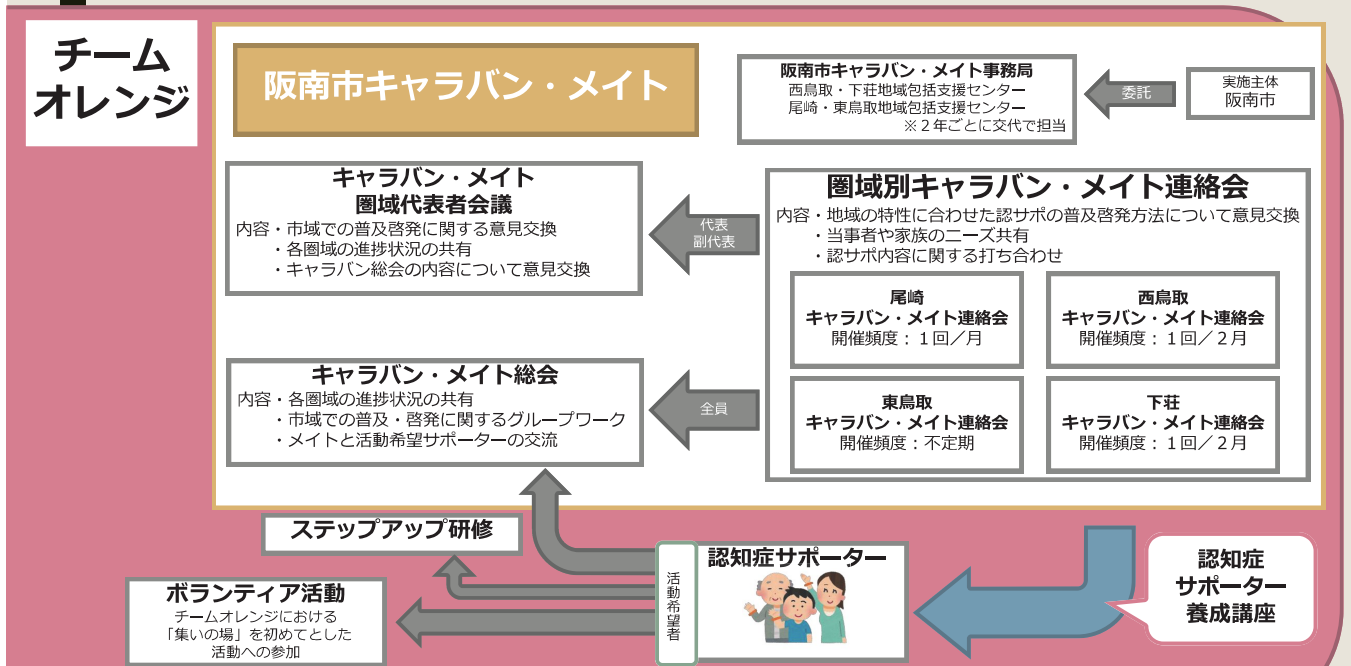 チーム
オレンジ
阪南市キャラバン・メイト
阪南市キャラバン・メイト事務局
西鳥取・下荘地域包括支援センター
尾崎・東鳥取地域包括支援センター
※２年ごとに交代で担当
委託
実施主体
阪南市
キャラバン・メイト
圏域代表者会議
内容・市域での普及啓発に関する意見交換
・各圏域の進捗状況の共有
・キャラバン総会の内容について意見交換
代表
副代表
圏域別キャラバン・メイト連絡会
内容・地域の特性に合わせた認サポの普及啓発方法について意見交換
・当事者や家族のニーズ共有
・認サポ内容に関する打ち合わせ
尾崎
キャラバン・メイト連絡会
開催頻度：１回／月
西鳥取
キャラバン・メイト連絡会
開催頻度：１回／２月
東鳥取
キャラバン・メイト連絡会
開催頻度：不定期
下荘
キャラバン・メイト連絡会
開催頻度：１回／２月
キャラバン・メイト総会
内容・各圏域の進捗状況の共有
・市域での普及・啓発に関するグループワーク
・メイトと活動希望サポーターの交流
全員
ステップアップ研修
ボランティア活動
チームオレンジにおける
「集いの場」を初めてとした
活動への参加
活動希望者
認知症サポーター
認知症
サポーター
養成講座